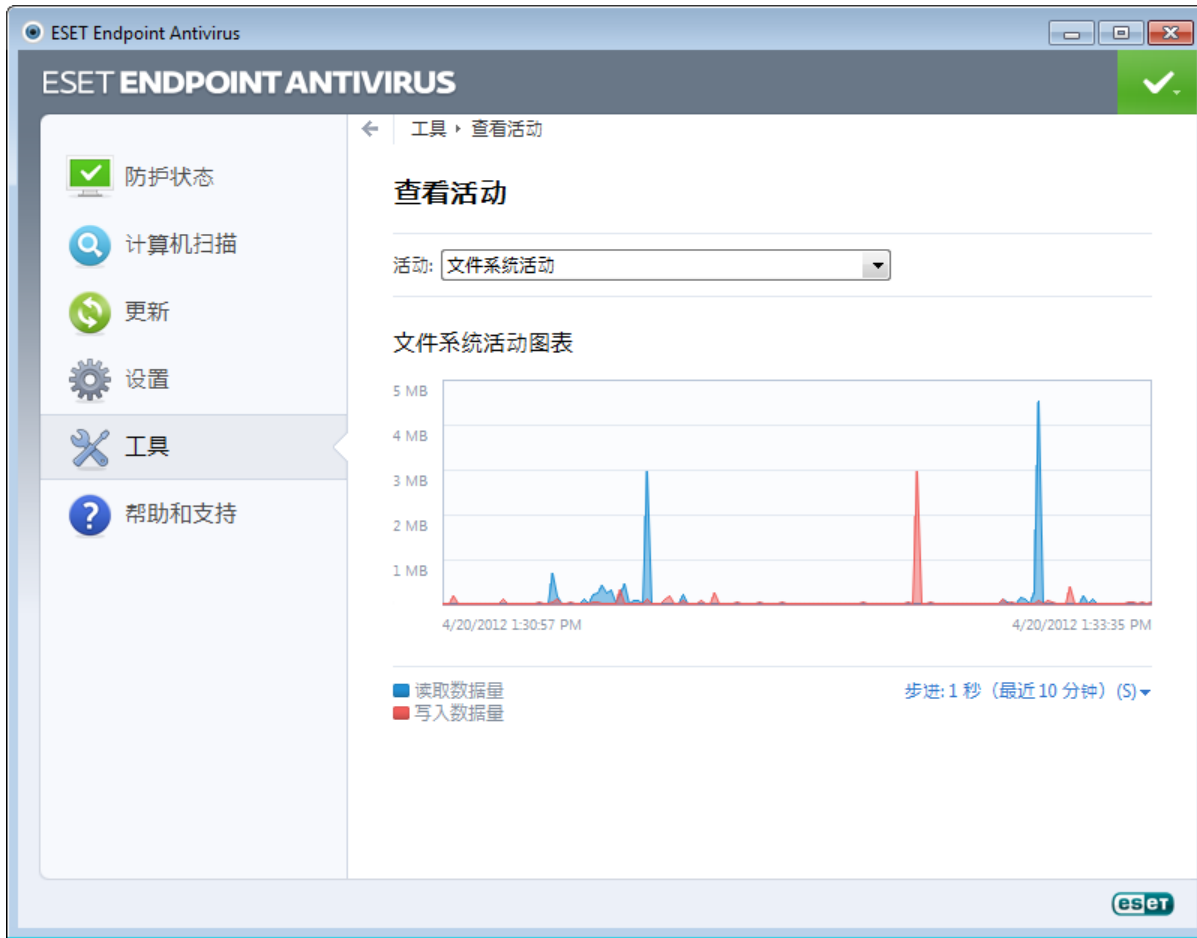 ESET Endpoint Antivirus
ESET ENDPOINT ANTIVIRUS
工具 ▸ 查看活动
防护状态
计算机扫描
更新
设置
工具
帮助和支持
查看活动
活动: 文件系统活动
文件系统活动图表
5 MB
4 MB
3 MB
2 MB
1 MB
4/20/2012 1:30:57 PM
4/20/2012 1:33:35 PM
读取数据量
写入数据量
步进: 1 秒（最近 10 分钟）(S)
eseT